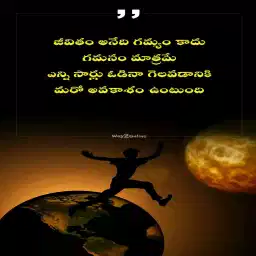 జీవితం అనేది గమ్యం కాదు
గమనం మాత్రమే
ఎన్ని సార్లు ఓడినా గెలవడానికి
మరో అవకాశం ఉంటుంది